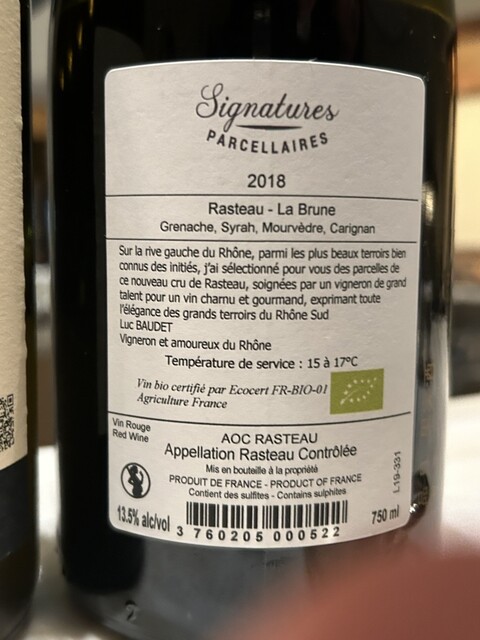 Signatures
PARCELLAIRES
2018
Rasteau - La Brune
Grenache, Syrah, Mourvèdre, Carignan
Sur la rive gauche du Rhône, parmi les plus beaux terroirs bien
connus des initiés, j'ai sélectionné pour vous des parcelles de
ce nouveau cru de Rasteau, soignées par un vigneron de grand
talent pour un vin charnu et gourmand, exprimant toute
l'élégance des grands terroirs du Rhône Sud
Luc BAUDET
Vigneron et amoureux du Rhône
Température de service : 15 à 17°C
Vin bio certifié par Ecocert FR-BIO-01
Agriculture France
Vin Rouge
Red Wine
AOC RASTEAU
Appellation Rasteau Contrôlée
Mis en bouteille à la propriété
PRODUIT DE FRANCE - PRODUCT OF FRANCE
Contient des sulfites - Contains sulphites
L19-331
13.5% alc/vol
3 760205 000522
750 ml